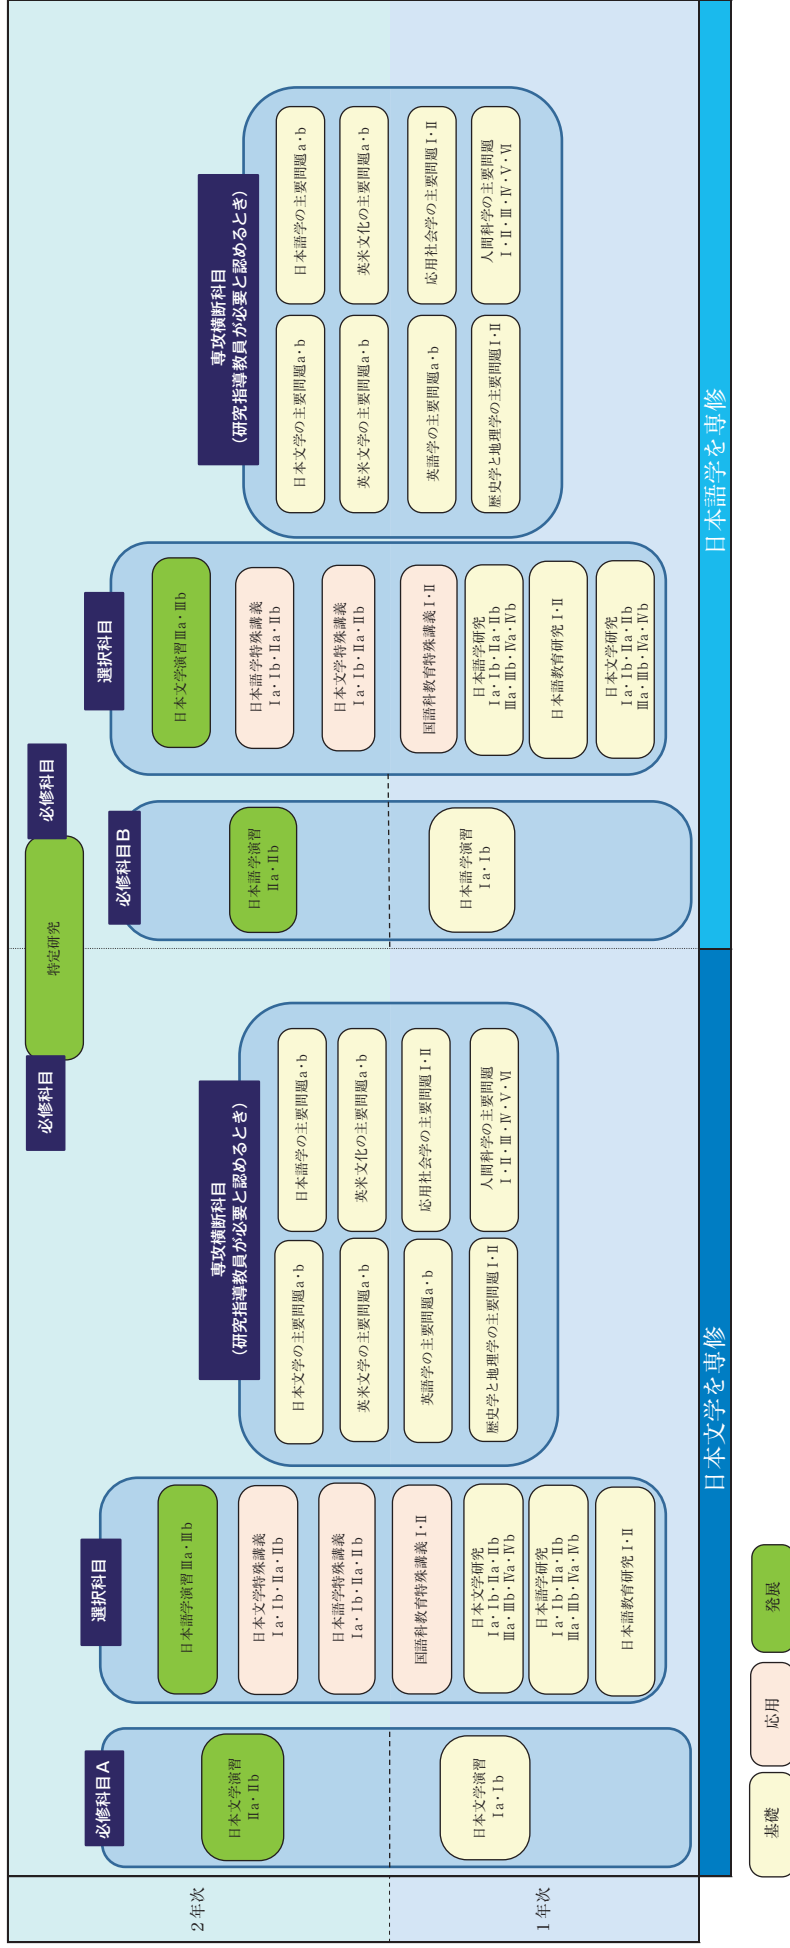 必修科目
特定研究
必修科目
2年次
1年次
必修科目A
日本文学演習
Ⅱa・Ⅱb
日本文学演習
Ⅰa・Ⅰb
選択科目
日本語学演習Ⅲa・Ⅲb
日本文学特殊講義
Ⅰa・Ⅰb・Ⅱa・Ⅱb
日本語学特殊講義
Ⅰa・Ⅰb・Ⅱa・Ⅱb
国語科教育特殊講義Ⅰ・Ⅱ
日本文学研究
Ⅰa・Ⅰb・Ⅱa・Ⅱb
Ⅲa・Ⅲb・Ⅳa・Ⅳb
日本語学研究
Ⅰa・Ⅰb・Ⅱa・Ⅱb
Ⅲa・Ⅲb・Ⅳa・Ⅳb
日本語教育研究Ⅰ・Ⅱ
専攻横断科目
(研究指導教員が必要と認めるとき)
日本文学の主要問題a・b
日本語学の主要問題a・b
英米文学の主要問題a・b
英米文化の主要問題a・b
英語学の主要問題a・b
応用社会学の主要問題Ⅰ・Ⅱ
歴史学と地理学の主要問題Ⅰ・Ⅱ
人間科学の主要問題
Ⅰ・Ⅱ・Ⅲ・Ⅳ・Ⅴ・Ⅵ
必修科目B
日本語学演習
Ⅱa・Ⅱb
日本語学演習
Ⅰa・Ⅰb
選択科目
日本文学演習Ⅲa・Ⅲb
日本語学特殊講義
Ⅰa・Ⅰb・Ⅱa・Ⅱb
日本文学特殊講義
Ⅰa・Ⅰb・Ⅱa・Ⅱb
国語科教育特殊講義Ⅰ・Ⅱ
日本語学研究
Ⅰa・Ⅰb・Ⅱa・Ⅱb
Ⅲa・Ⅲb・Ⅳa・Ⅳb
日本語教育研究Ⅰ・Ⅱ
日本文学研究
Ⅰa・Ⅰb・Ⅱa・Ⅱb
Ⅲa・Ⅲb・Ⅳa・Ⅳb
専攻横断科目
(研究指導教員が必要と認めるとき)
日本文学の主要問題a・b
日本語学の主要問題a・b
英米文学の主要問題a・b
英米文化の主要問題a・b
英語学の主要問題a・b
応用社会学の主要問題Ⅰ・Ⅱ
歴史学と地理学の主要問題Ⅰ・Ⅱ
人間科学の主要問題
Ⅰ・Ⅱ・Ⅲ・Ⅳ・Ⅴ・Ⅵ
日本文学を専修
日本語学を専修
基礎
応用
発展